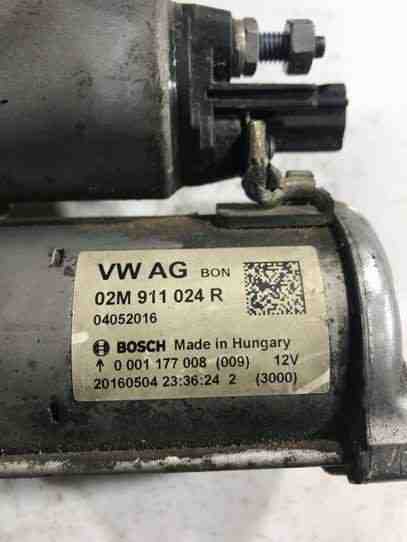 VW AG BON
02M 911 024 R
04052016
BOSCH Made in Hungary
↑ 0 001 177 008 (009) 12V
20160504 23:36:24 2 (3000)